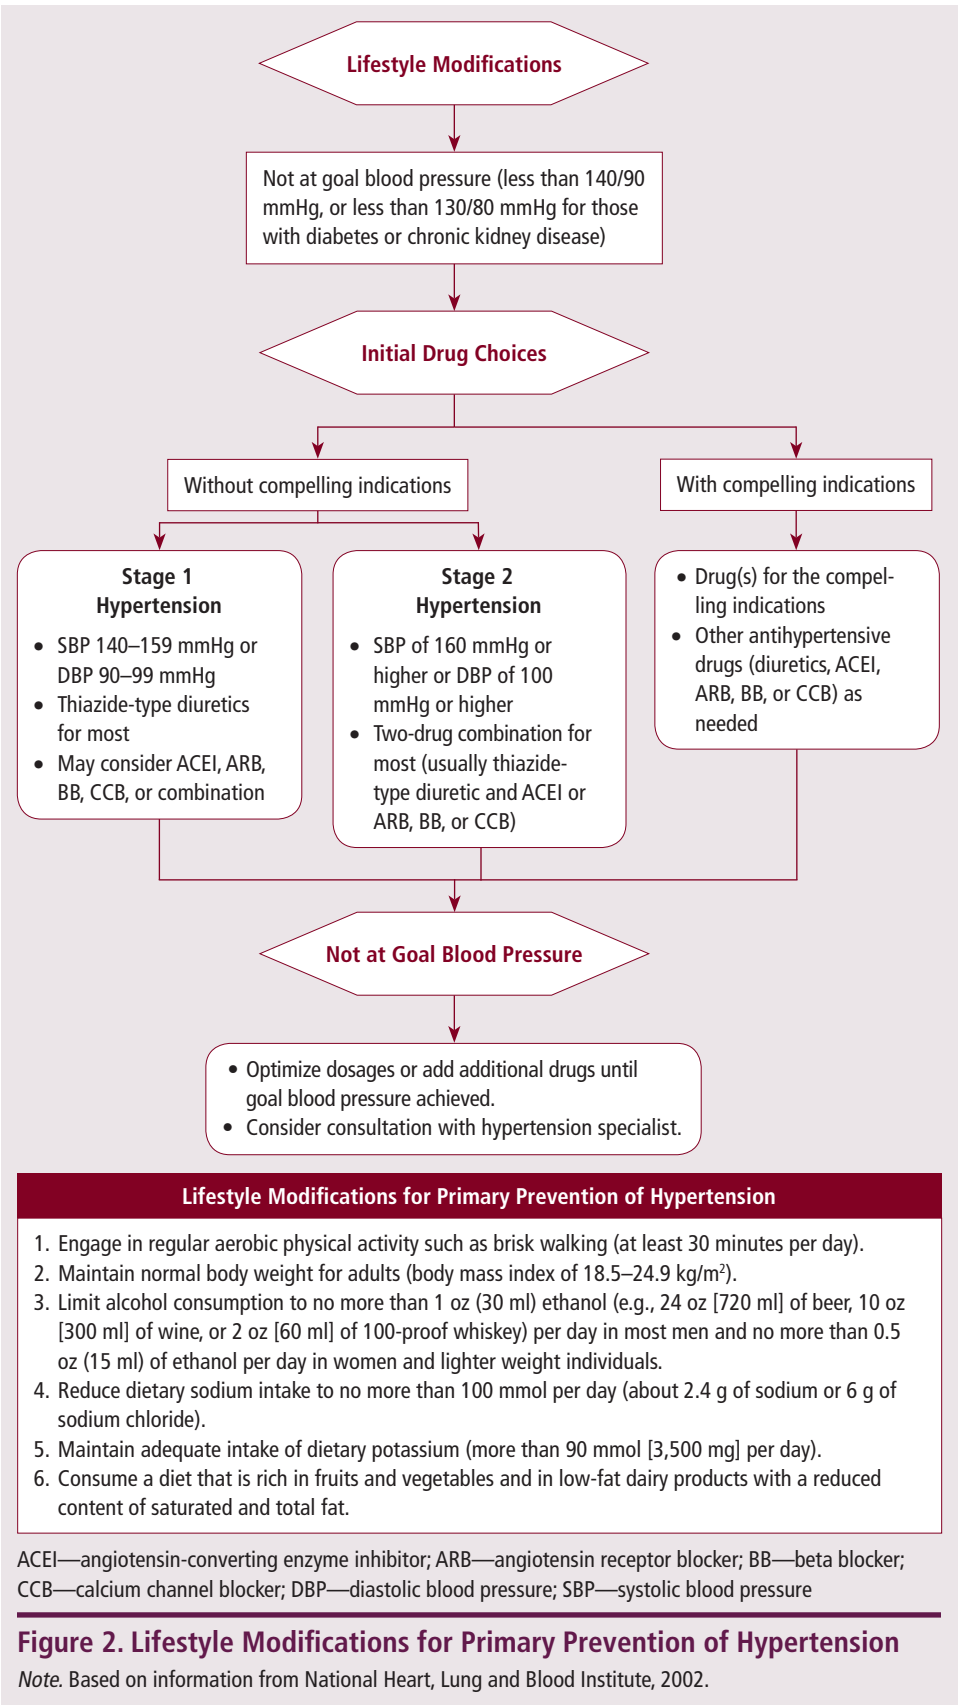 Lifestyle Modifications
Not at goal blood pressure (less than 140/90
mmHg, or less than 130/80 mmHg for those
with diabetes or chronic kidney disease)
Initial Drug Choices
Without compelling indications
With compelling indications
Stage 1
Hypertension
• SBP 140–159 mmHg or
DBP 90–99 mmHg
• Thiazide-type diuretics
for most
• May consider ACEI, ARB,
BB, CCB, or combination
Stage 2
Hypertension
• SBP of 160 mmHg or
higher or DBP of 100
mmHg or higher
• Two-drug combination for
most (usually thiazide-
type diuretic and ACEI or
ARB, BB, or CCB)
• Drug(s) for the compel-
ling indications
• Other antihypertensive
drugs (diuretics, ACEI,
ARB, BB, or CCB) as
needed
Not at Goal Blood Pressure
• Optimize dosages or add additional drugs until
goal blood pressure achieved.
• Consider consultation with hypertension specialist.
Lifestyle Modifications for Primary Prevention of Hypertension
1. Engage in regular aerobic physical activity such as brisk walking (at least 30 minutes per day).
2. Maintain normal body weight for adults (body mass index of 18.5–24.9 kg/m²).
3. Limit alcohol consumption to no more than 1 oz (30 ml) ethanol (e.g., 24 oz [720 ml] of beer, 10 oz
[300 ml] of wine, or 2 oz [60 ml] of 100-proof whiskey) per day in most men and no more than 0.5
oz (15 ml) of ethanol per day in women and lighter weight individuals.
4. Reduce dietary sodium intake to no more than 100 mmol per day (about 2.4 g of sodium or 6 g of
sodium chloride).
5. Maintain adequate intake of dietary potassium (more than 90 mmol [3,500 mg] per day).
6. Consume a diet that is rich in fruits and vegetables and in low-fat dairy products with a reduced
content of saturated and total fat.
ACEI—angiotensin-converting enzyme inhibitor; ARB—angiotensin receptor blocker; BB—beta blocker;
CCB—calcium channel blocker; DBP—diastolic blood pressure; SBP—systolic blood pressure
Figure 2. Lifestyle Modifications for Primary Prevention of Hypertension
Note. Based on information from National Heart, Lung and Blood Institute, 2002.